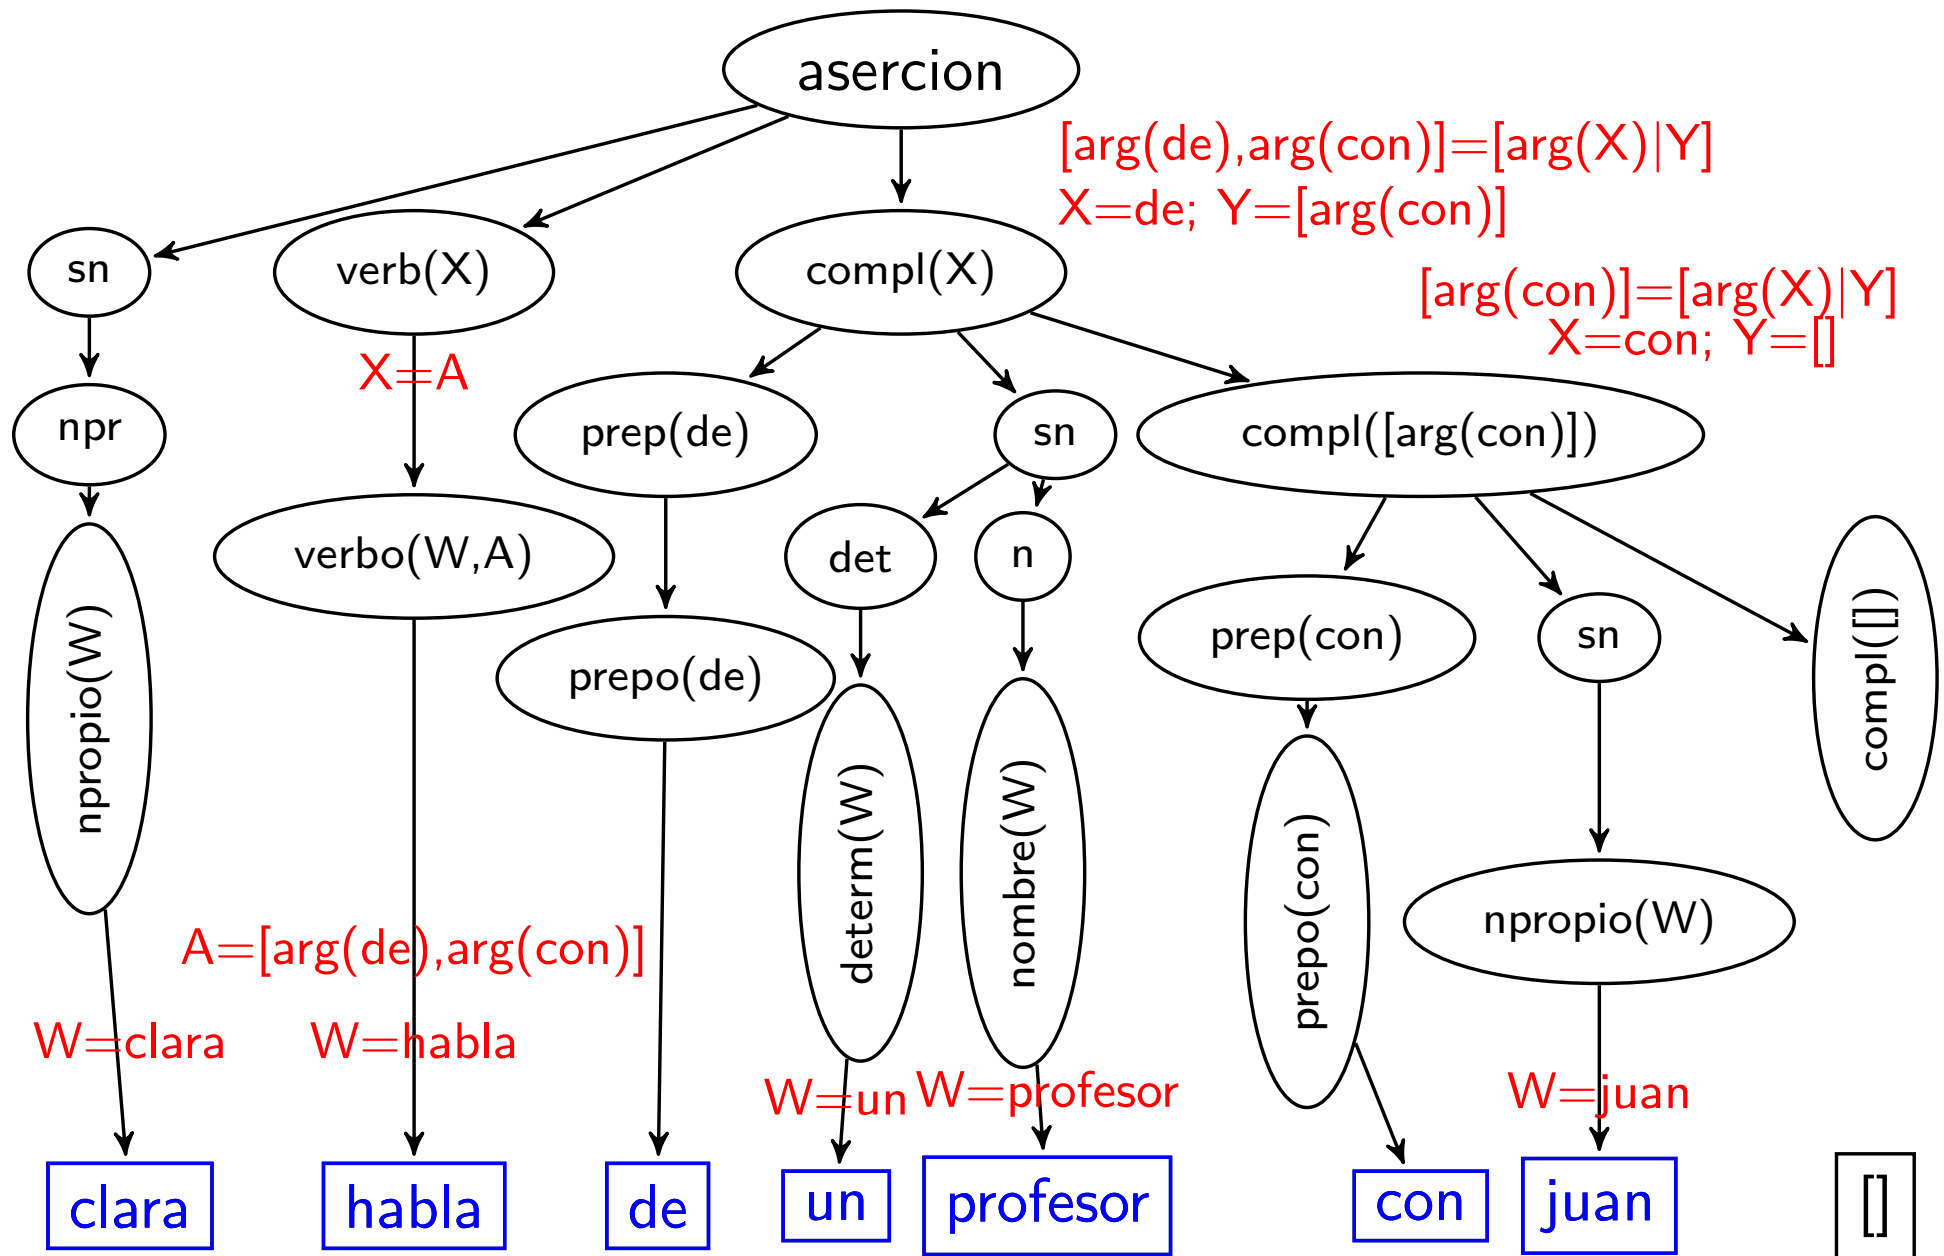 asercion
[arg(de),arg(con)]=[arg(X)|Y]
X=de; Y=[arg(con)]
sn
verb(X)
compl(X)
[arg(con)]=[arg(X)|Y]
X=con; Y=[]
X=A
npr
prep(de)
sn
compl([arg(con)])
verbo(W,A)
det
n
npropio(W)
prepo(de)
prep(con)
sn
compl([])
determ(W)
nombre(W)
prepo(con)
npropio(W)
A=[arg(de),arg(con)]
W=clara
W=habla
W=un
W=profesor
W=juan
clara
habla
de
un
profesor
con
juan
[]